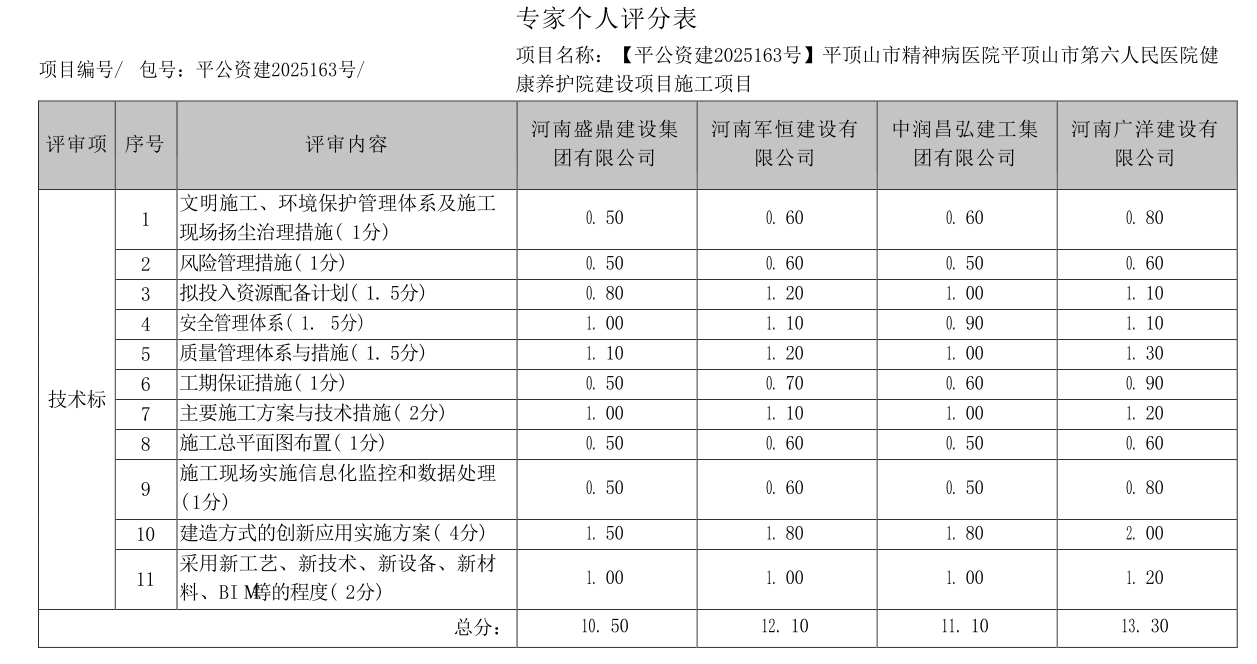 专家个人评分表
项目编号/ 包号：平公资建2025163号/
项目名称：【平公资建2025163号】平顶山市精神病医院平顶山市第六人民医院健
康养护院建设项目施工项目
评审项 序号 评审内容 河南盛鼎建设集 河南军恒建设有 中润昌弘建工集 河南广洋建设有
团有限公司 限公司 团有限公司 限公司
技术标
1 文明施工、环境保护管理体系及施工 0.50 0.60 0.60 0.80
现场扬尘治理措施(1分)
2 风险管理措施(1分) 0.50 0.60 0.50 0.60
3 拟投入资源配备计划(1.5分) 0.80 1.20 1.00 1.10
4 安全管理体系(1. 5分) 1.00 1.10 0.90 1.10
5 质量管理体系与措施(1.5分) 1.10 1.20 1.00 1.30
6 工期保证措施(1分) 0.50 0.70 0.60 0.90
7 主要施工方案与技术措施(2分) 1.00 1.10 1.00 1.20
8 施工总平面图布置(1分) 0.50 0.60 0.50 0.60
9 施工现场实施信息化监控和数据处理 0.50 0.60 0.50 0.80
(1分)
10 建造方式的创新应用实施方案(4分) 1.50 1.80 1.80 2.00
11 采用新工艺、新技术、新设备、新材 1.00 1.00 1.00 1.20
料、BIM等的程度(2分)
总分： 10.50 12.10 11.10 13.30